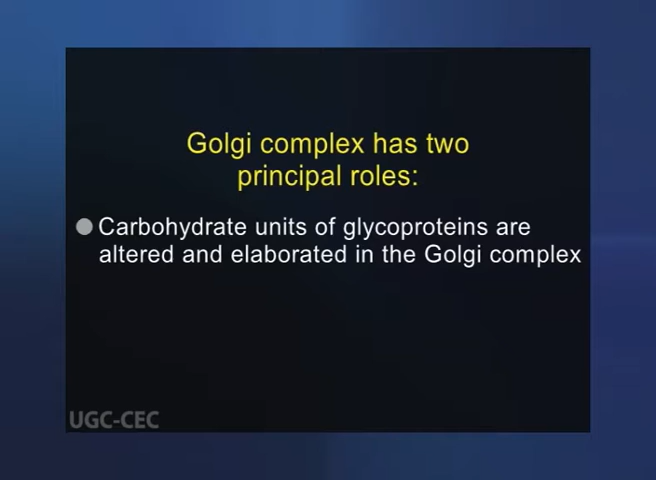 Golgi complex has two
principal roles:
Carbohydrate units of glycoproteins are
altered and elaborated in the Golgi complex
UGC-CEC